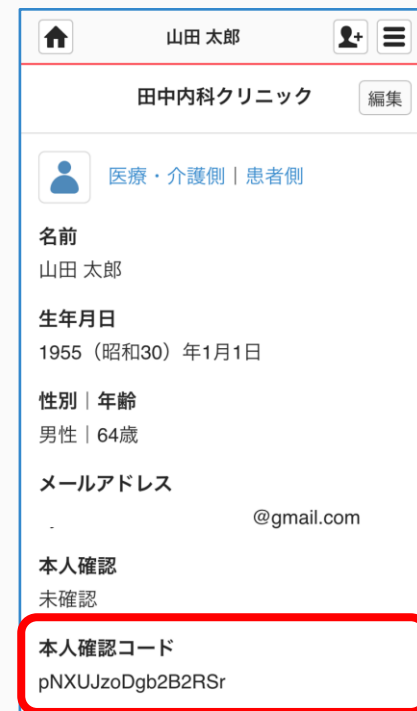 山田 太郎
田中内科クリニック
編集
医療・介護側｜患者側
名前
山田 太郎
生年月日
1955（昭和30）年1月1日
性別｜年齢
男性｜64歳
メールアドレス
@gmail.com
本人確認
未確認
本人確認コード
pNXUJzoDgb2B2RSr